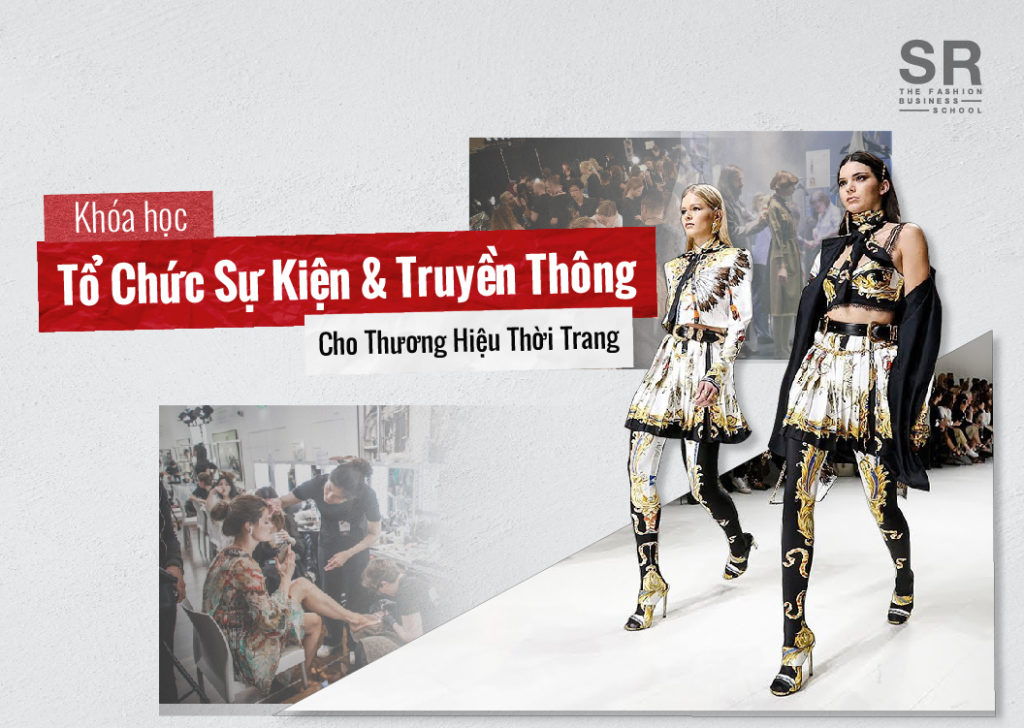 SR
THE FASHION
BUSINESS
SCHOOL
Khóa học
Tổ Chức Sự Kiện & Truyền Thông
Cho Thương Hiệu Thời Trang